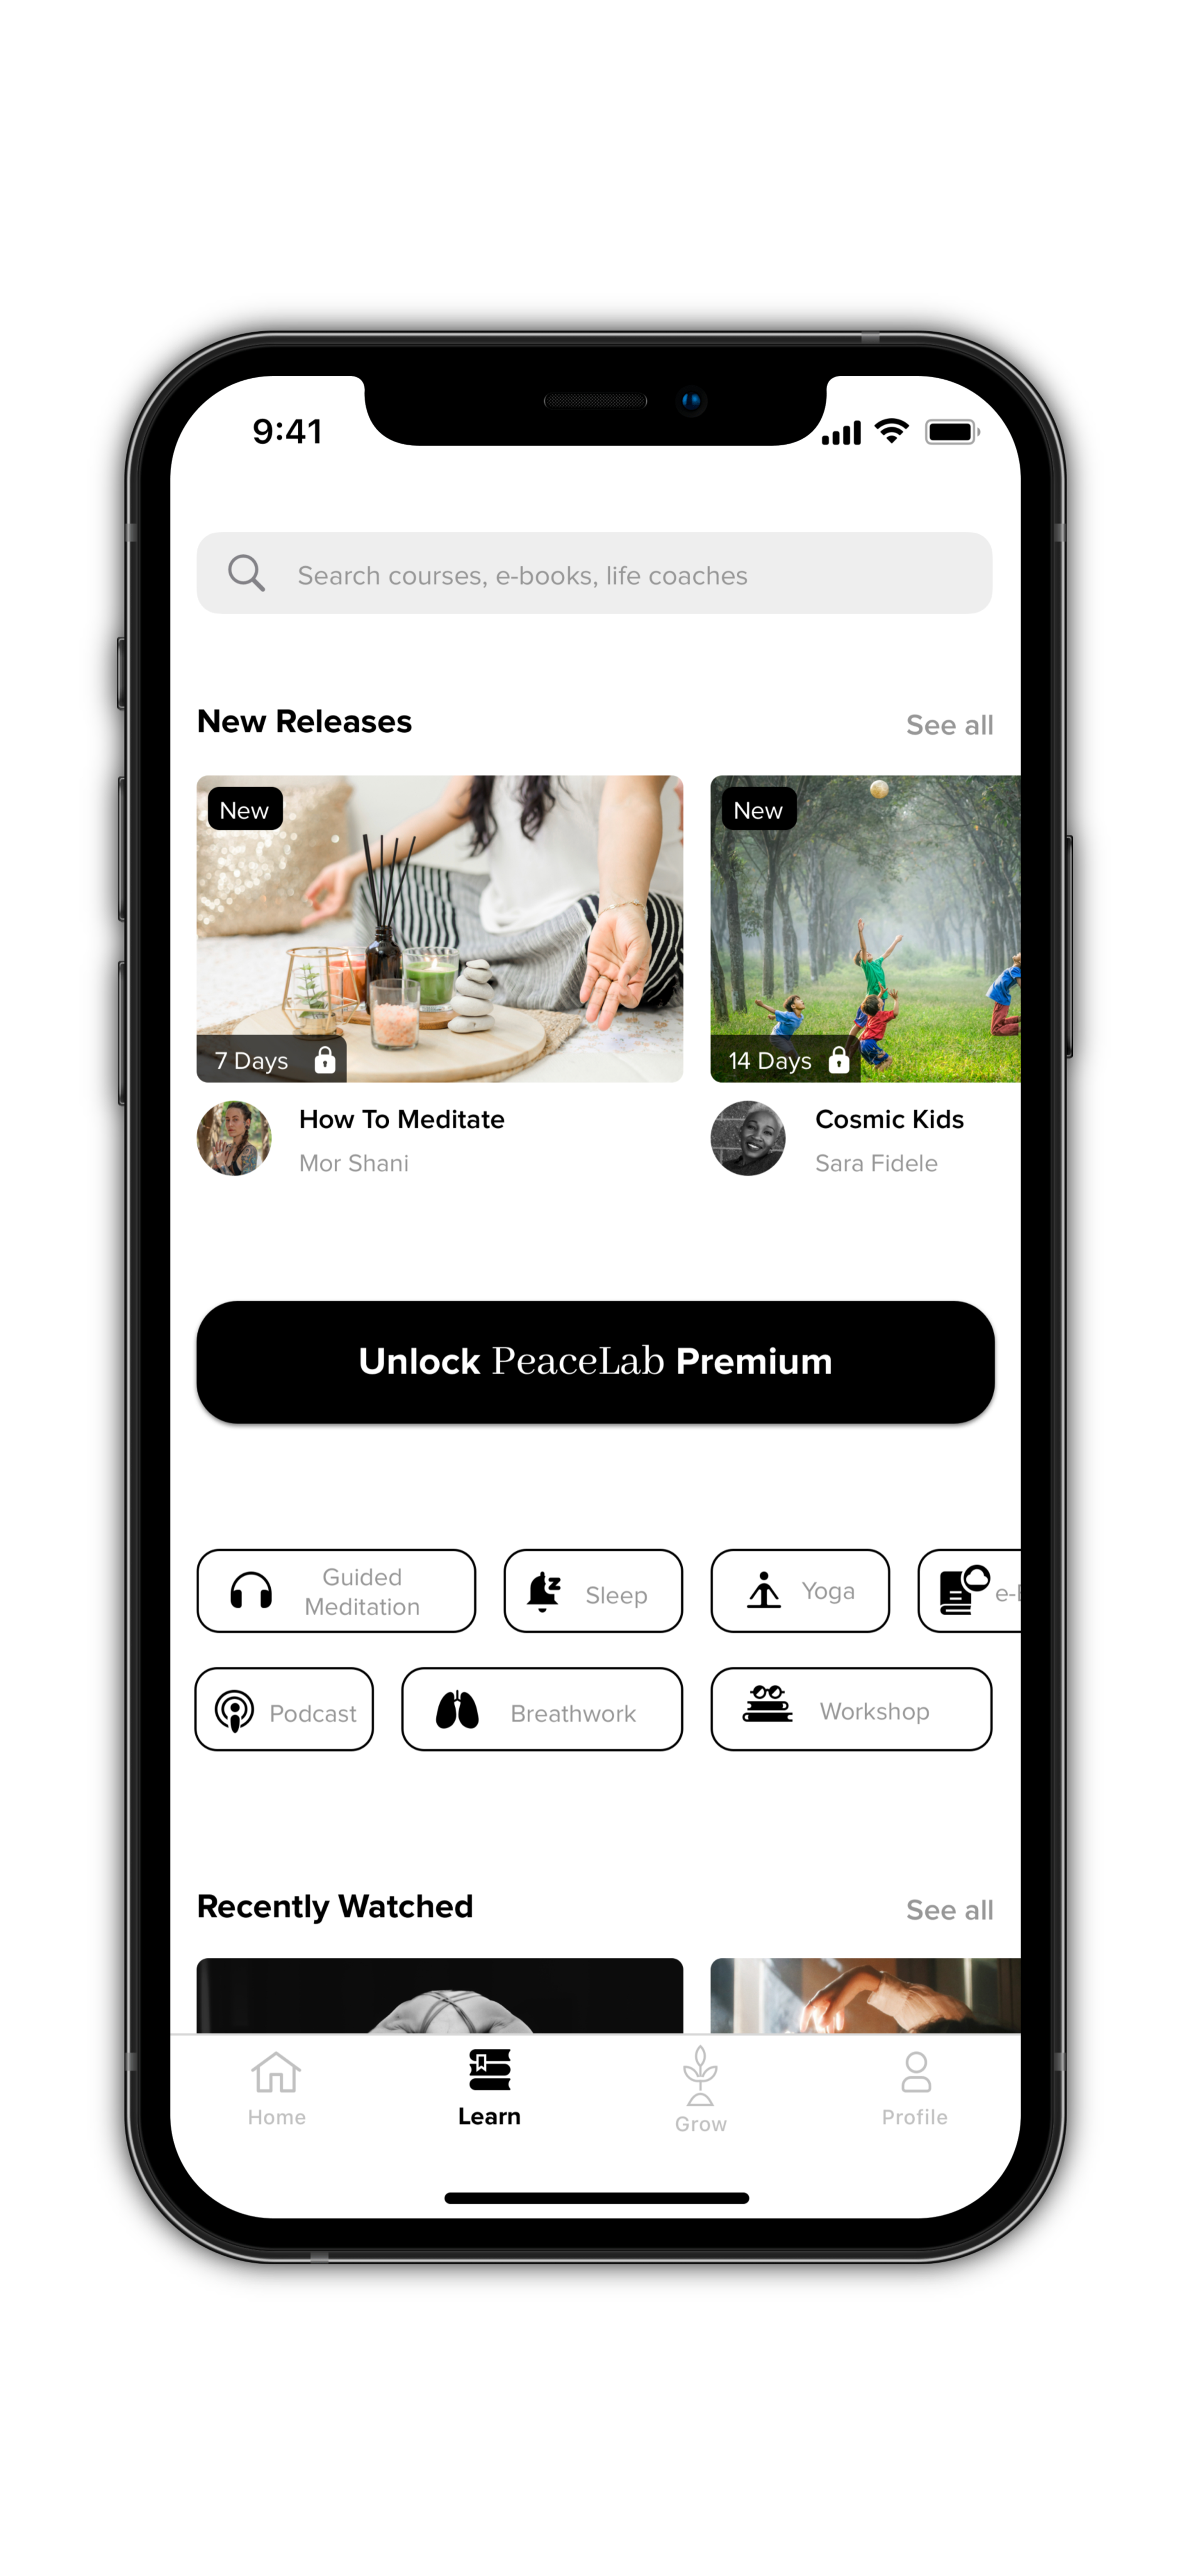 9:41
Search courses, e-books, life coaches
New Releases
See all
New
New
7 Days
14 Days
How To Meditate
Mor Shani
Cosmic Kids
Sara Fidele
Unlock PeaceLab Premium
Guided
Meditation
Sleep
Yoga
Podcast
Breathwork
Workshop
Recently Watched
See all
Home
Learn
Grow
Profile